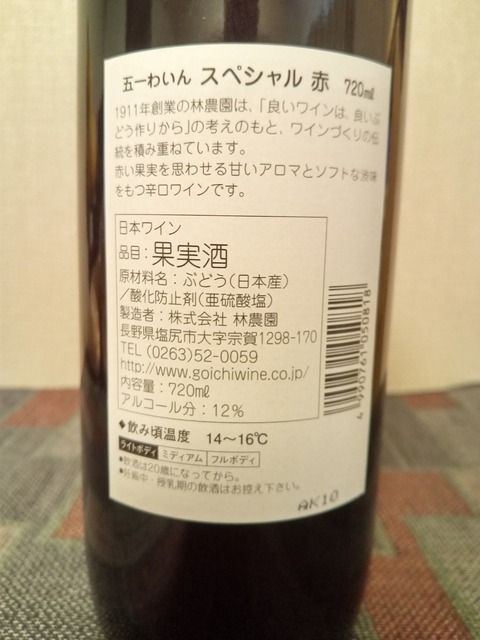 五一わいん スペシャル 赤 720㎖
1911年創業の林農園は、「良いワインは、良いぶ
どう作りから」の考えのもと、ワインづくりの伝
統を積み重ねています。
赤い果実を思わせる甘いアロマとソフトな渋味
をもつ辛口ワインです。
日本ワイン
品目：果実酒
原材料名：ぶどう（日本産）
／酸化防止剤（亜硫酸塩）
製造者：株式会社 林農園
長野県塩尻市大字宗賀1298-170
TEL (0263)52-0059
http://www.goichiwine.co.jp/
内容量：720㎖
アルコール分：12%
4 990761 050818
◆飲み頃温度 14〜16℃
ライトボディ ミディアム フルボディ
●飲酒は20歳になってから。
●妊娠中・授乳期の飲酒はお控え下さい。
AK10